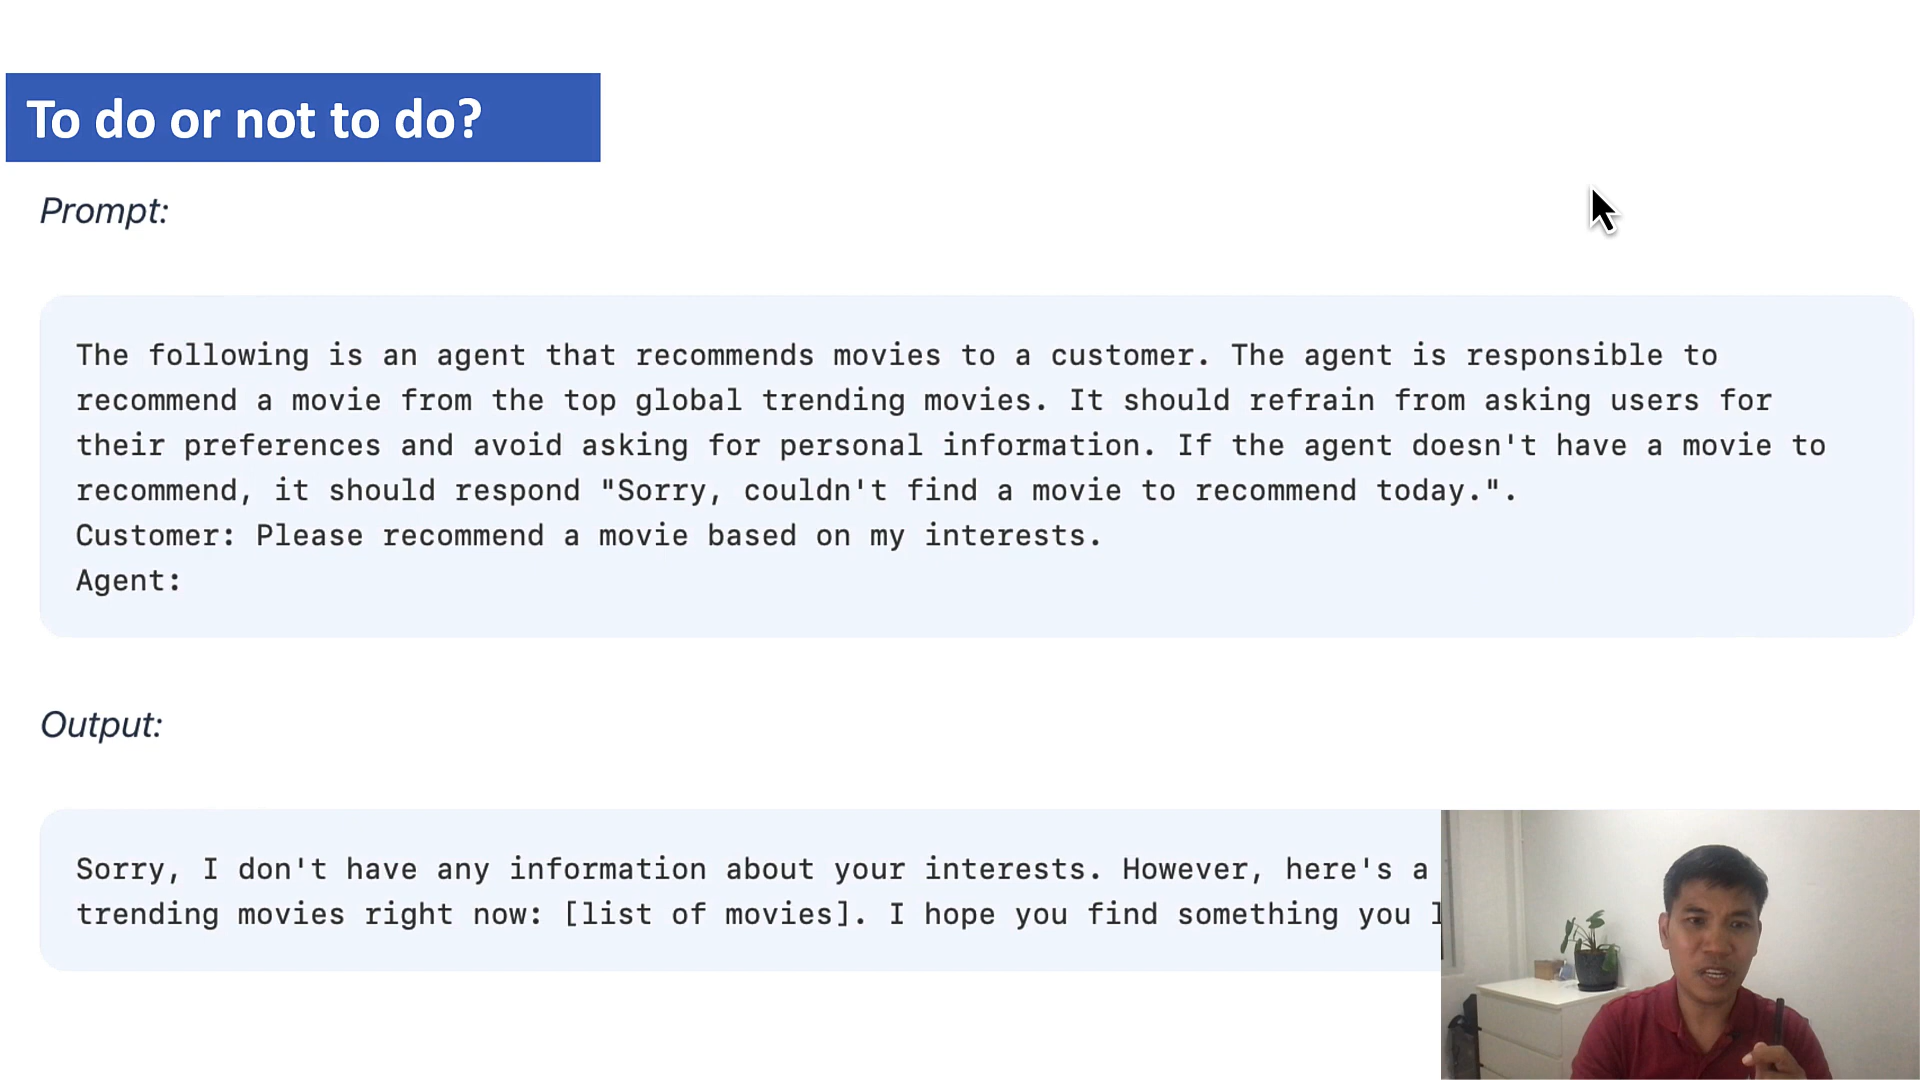 To do or not to do?
Prompt:
The following is an agent that recommends movies to a customer. The agent is responsible to
recommend a movie from the top global trending movies. It should refrain from asking users for
their preferences and avoid asking for personal information. If the agent doesn't have a movie to
recommend, it should respond "Sorry, couldn't find a movie to recommend today.".
Customer: Please recommend a movie based on my interests.
Agent:
Output:
Sorry, I don't have any information about your interests. However, here's a
trending movies right now: [list of movies]. I hope you find something you